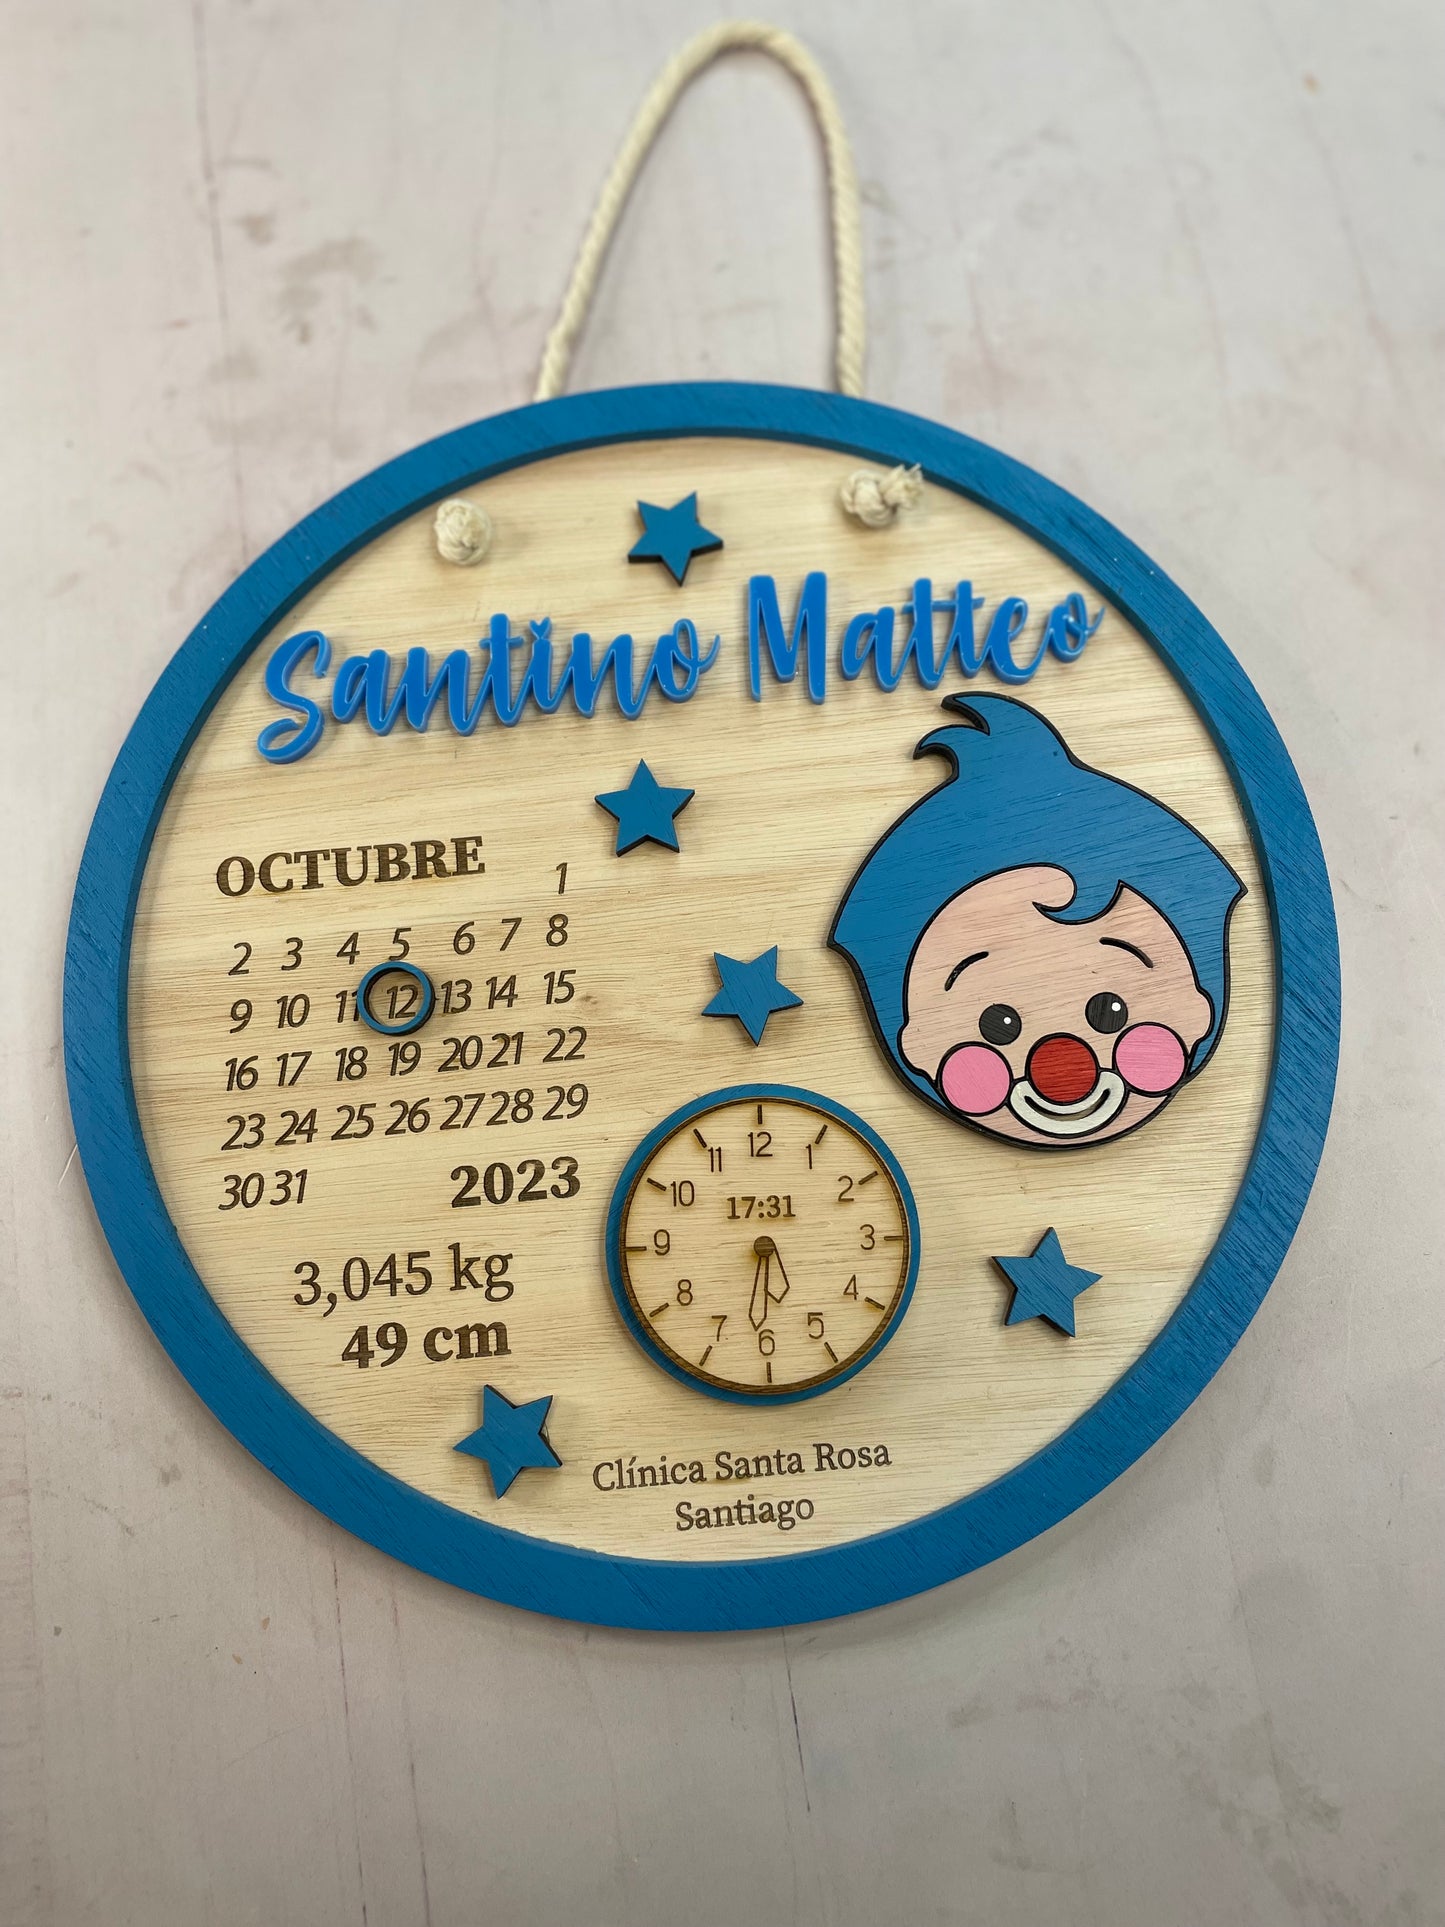 Santino Matteo
OCTUBRE
1
2 3 4 5 6 7 8
9 10 11 12 13 14 15
16 17 18 19 20 21 22
23 24 25 26 27 28 29
30 31
2023
3,045 kg
49 cm
12
11 1
10 2
17:31
9 3
8 4
7 5
6
Clínica Santa Rosa
Santiago